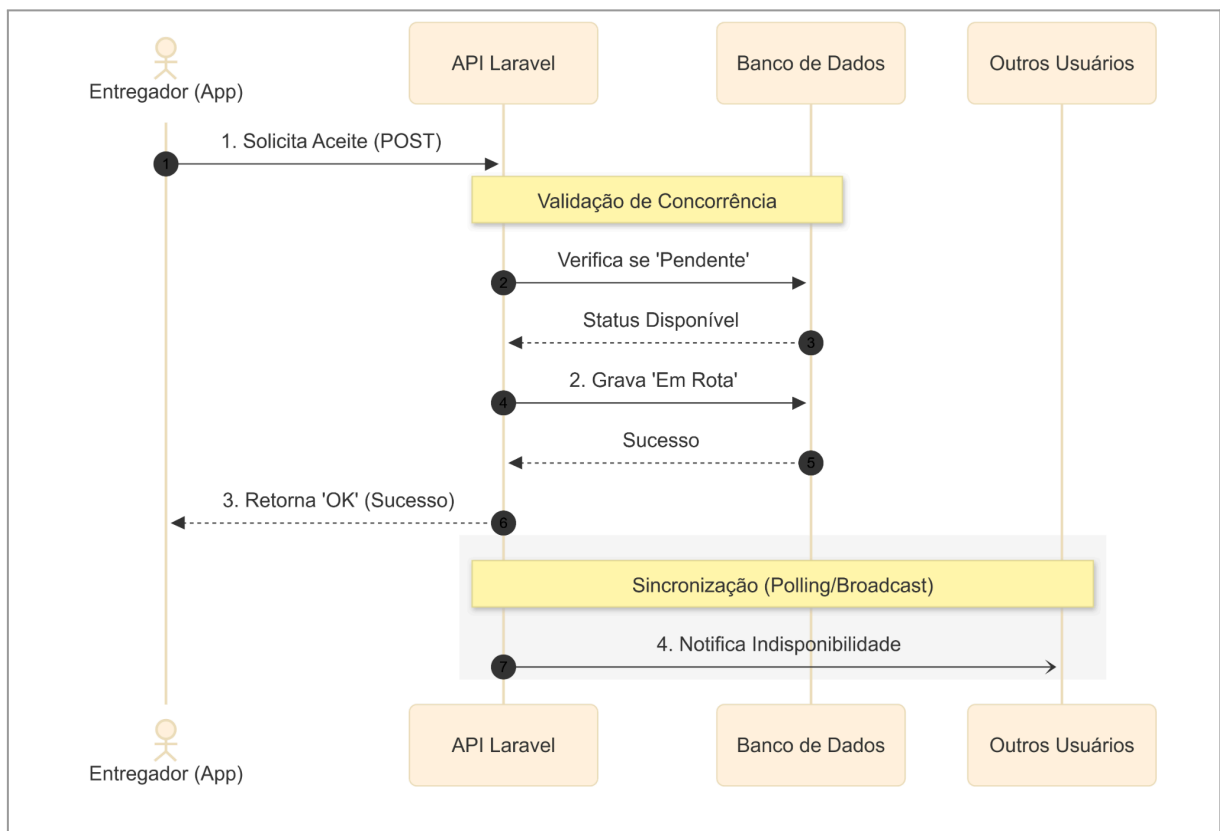 Entregador (App)
API Laravel
Banco de Dados
Outros Usuários
1. Solicita Aceite (POST)
1
Validação de Concorrência
Verifica se 'Pendente'
2
Status Disponível
3
2. Grava 'Em Rota'
4
Sucesso
5
3. Retorna 'OK' (Sucesso)
6
Sincronização (Polling/Broadcast)
4. Notifica Indisponibilidade
7
Entregador (App)
API Laravel
Banco de Dados
Outros Usuários